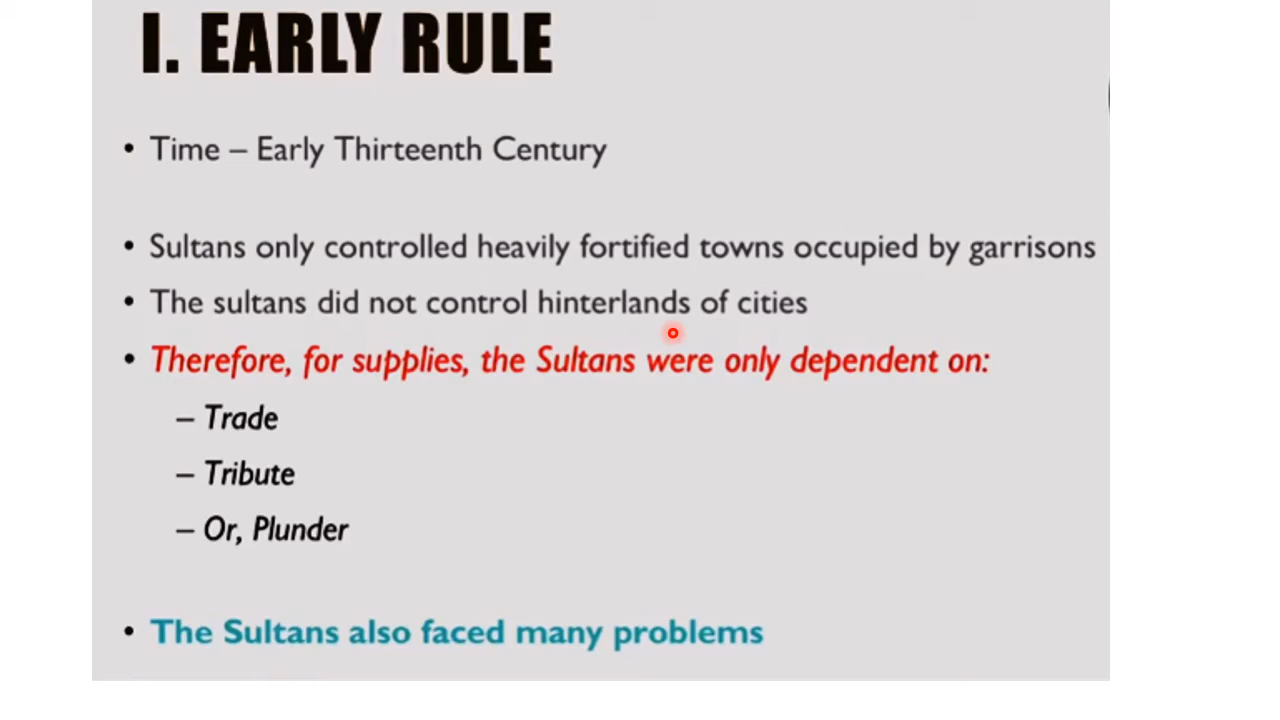 I. EARLY RULE
• Time – Early Thirteenth Century
• Sultans only controlled heavily fortified towns occupied by garrisons
• The sultans did not control hinterlands of cities
• Therefore, for supplies, the Sultans were only dependent on:
– Trade
– Tribute
– Or, Plunder
• The Sultans also faced many problems